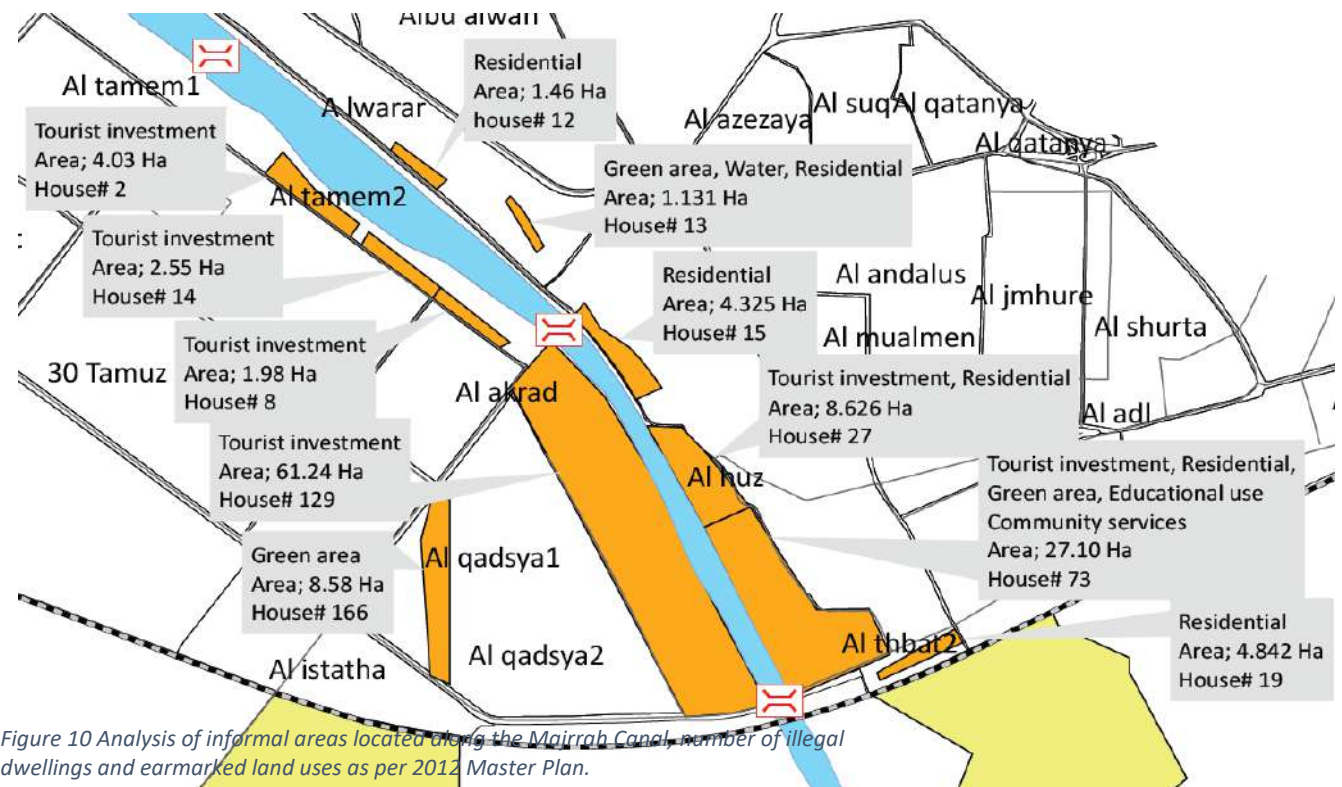 Albu alwan
Al tamem1
A lwarar
Residential
Area; 1.46 Ha
house# 12
Al azezaya
Al suq
Al qatanya
Al qatanya
Tourist investment
Area; 4.03 Ha
House# 2
Al tamem2
Green area, Water, Residential
Area; 1.131 Ha
House# 13
Tourist investment
Area; 2.55 Ha
House# 14
Residential
Area; 4.325 Ha
House# 15
Al andalus
Al jmhure
Al mualmen
Al shurta
30 Tamuz
Tourist investment
Area; 1.98 Ha
House# 8
Al akrad
Tourist investment, Residential
Area; 8.626 Ha
House# 27
Al adl
Tourist investment
Area; 61.24 Ha
House# 129
Al huz
Tourist investment, Residential,
Green area, Educational use
Community services
Area; 27.10 Ha
House# 73
Green area
Area; 8.58 Ha
House# 166
Al qadsya1
Al qadsya2
Al istatha
Al thbat2
Residential
Area; 4.842 Ha
House# 19
Figure 10 Analysis of informal areas located along the Majrrah Canal, number of illegal
dwellings and earmarked land uses as per 2012 Master Plan.